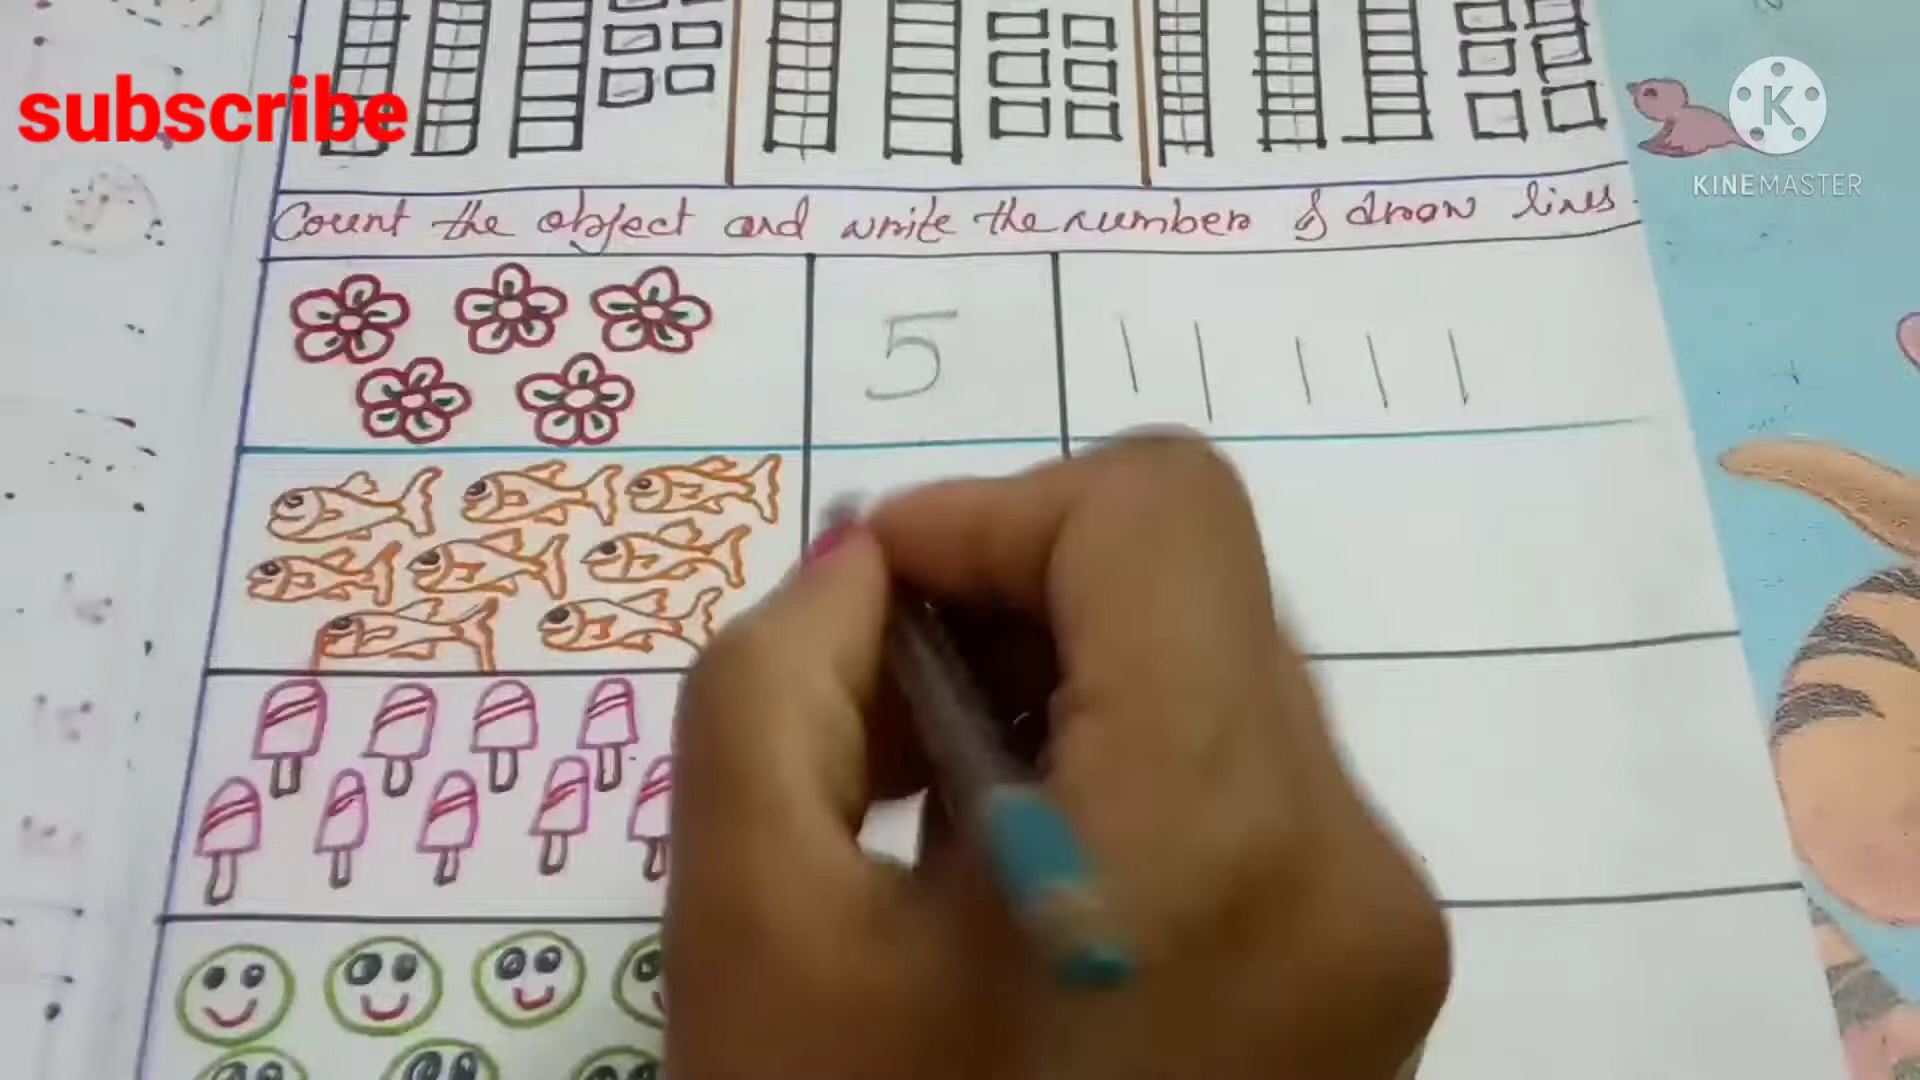 subscribe
K
KINEMASTER
Count the object and write the number & draw lines.
5